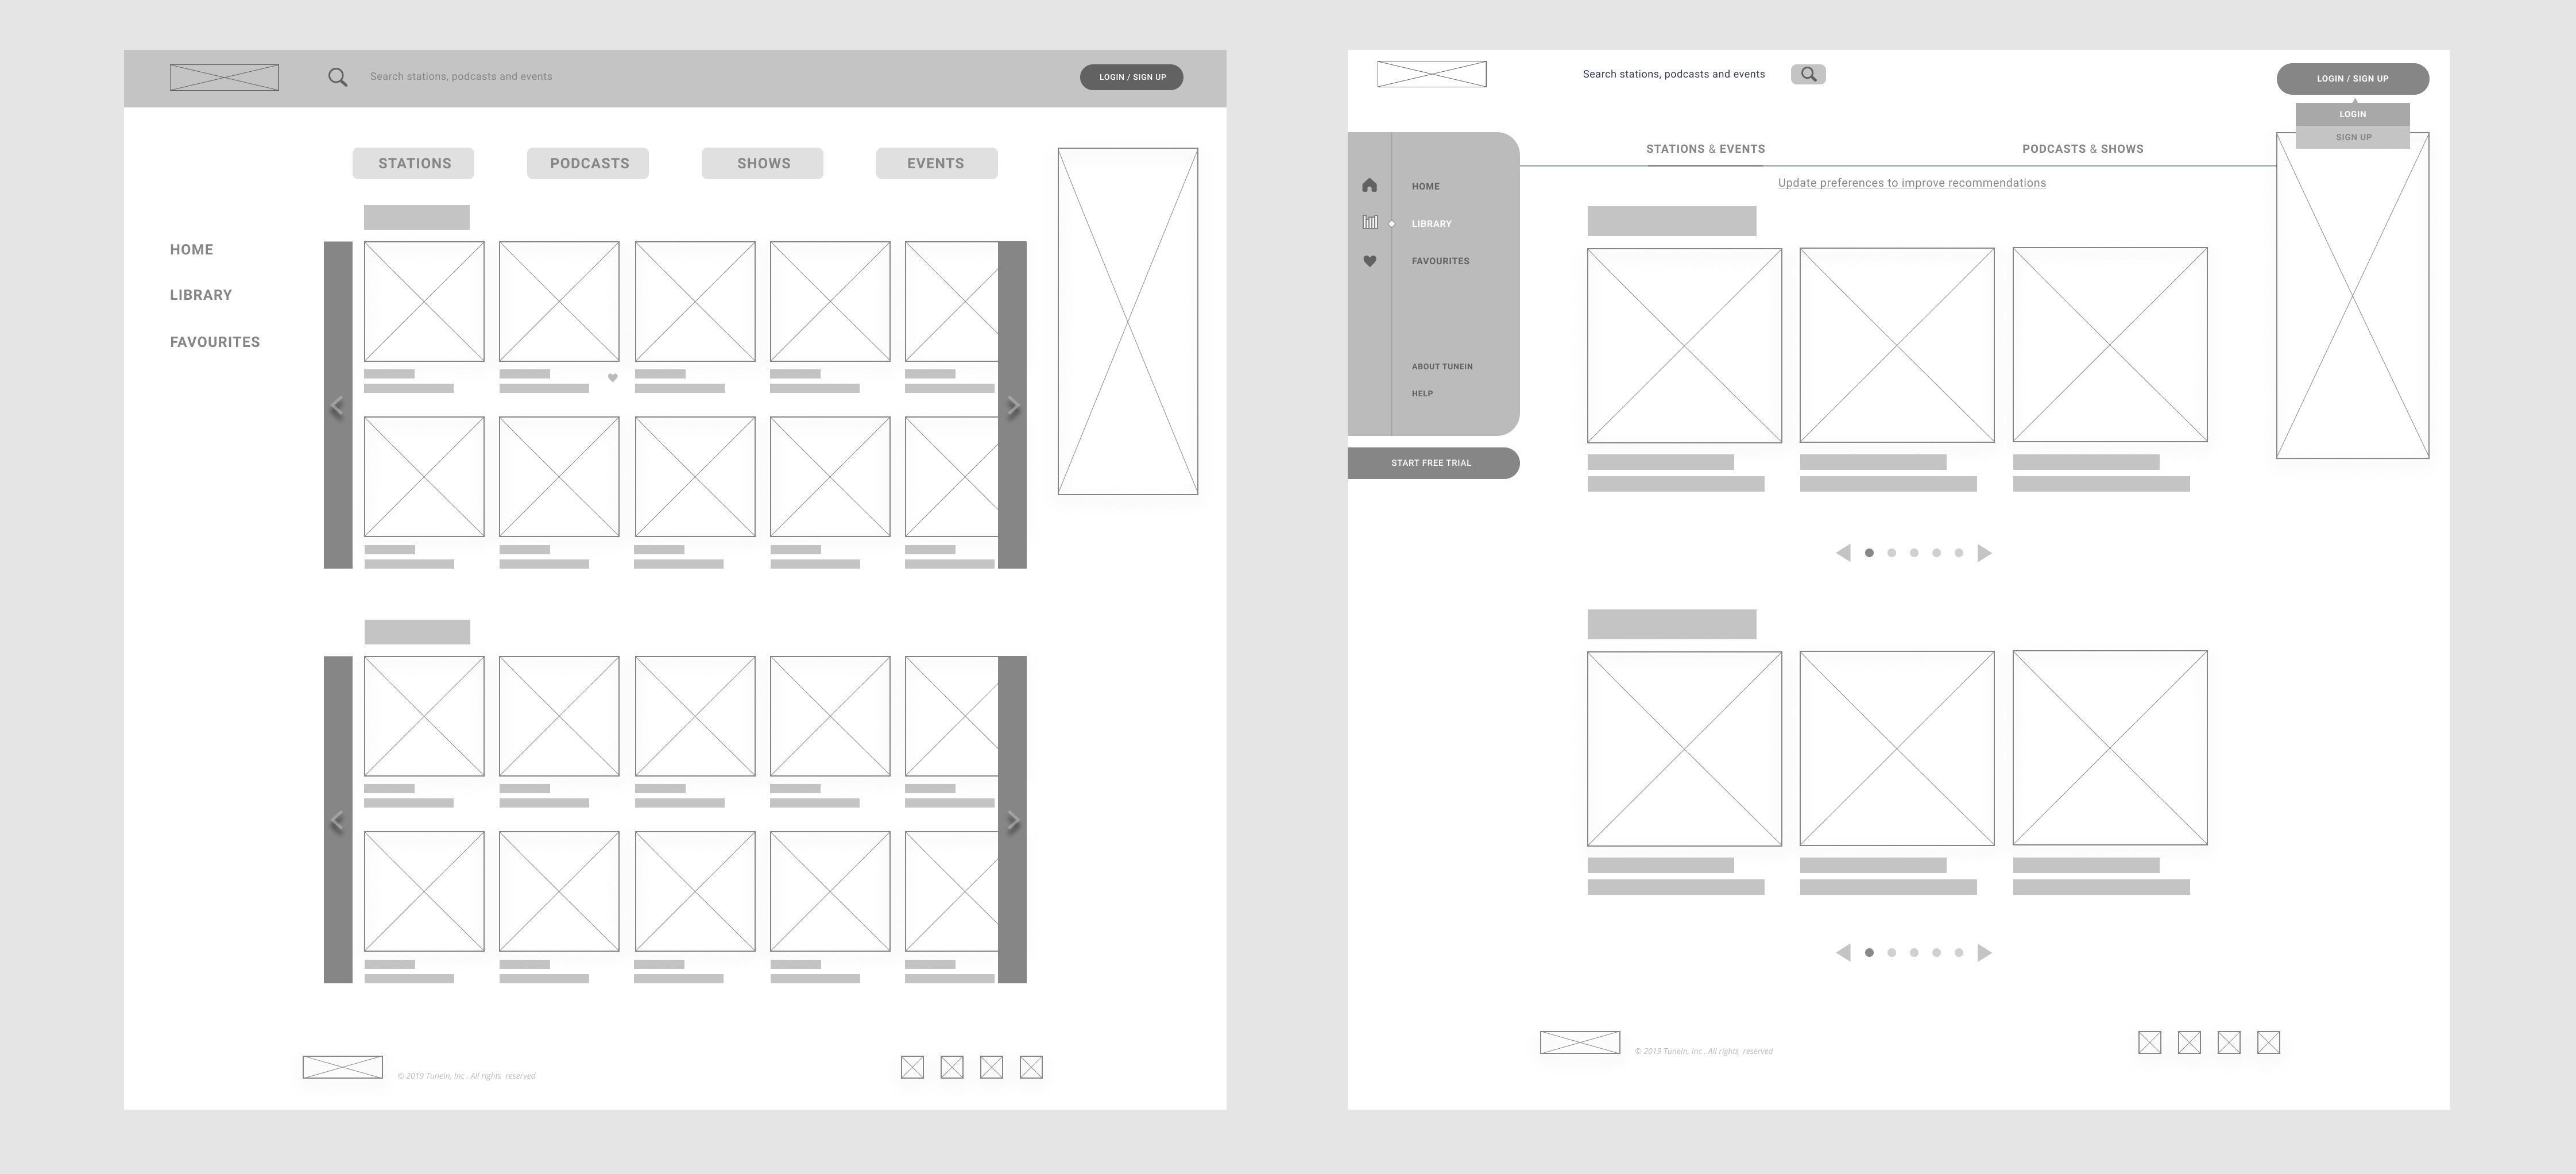 Search stations, podcasts and events
LOGIN / SIGN UP
STATIONS
PODCASTS
SHOWS
EVENTS
HOME
LIBRARY
FAVOURITES
© 2019 TuneIn, Inc . All rights  reserved
Search stations, podcasts and events
LOGIN / SIGN UP
LOGIN
SIGN UP
STATIONS & EVENTS
PODCASTS & SHOWS
Update preferences to improve recommendations
HOME
LIBRARY
FAVOURITES
ABOUT TUNEIN
HELP
START FREE TRIAL
© 2019 TuneIn, Inc . All rights  reserved